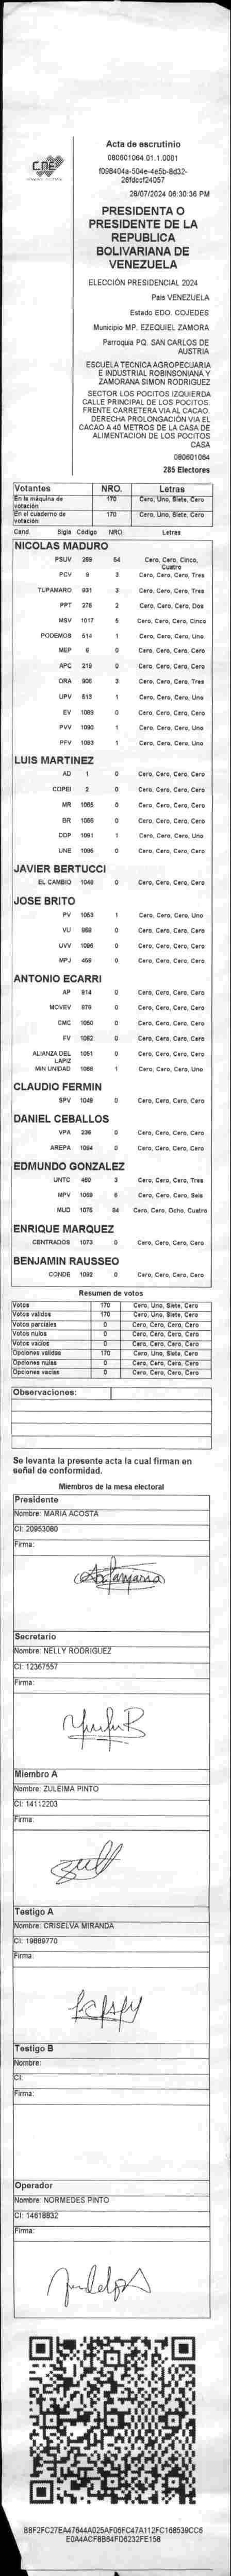 Acta de escrutinio
080601064.01.1.0001
f098404a-504e-4e5b-8d32-
26fdccf24057
28/07/2024 06:30:36 PM
CNE
PRESIDENTA O
PRESIDENTE DE LA
REPUBLICA
BOLIVARIANA DE
VENEZUELA
ELECCIÓN PRESIDENCIAL 2024
País VENEZUELA
Estado EDO. COJEDES
Municipio MP. EZEQUIEL ZAMORA
Parroquia PQ. SAN CARLOS DE
AUSTRIA
ESCUELA TECNICA AGROPECUARIA
E INDUSTRIAL ROBINSONIANA Y
ZAMORANA SIMON RODRIGUEZ
SECTOR LOS POCITOS IZQUIERDA
CALLE PRINCIPAL DE LOS POCITOS.
FRENTE CARRETERA VIA AL CACAO.
DERECHA PROLONGACIÓN VIA EL
CACAO A 40 METROS DE LA CASA DE
ALIMENTACION DE LOS POCITOS
CASA
080601064
285 Electores
Votantes NRO. Letras
En la máquina de votación 170 Cero, Uno, Siete, Cero
En el cuaderno de votación 170 Cero, Uno, Siete, Cero
Cand. Sigla Código NRO. Letras
NICOLAS MADURO
PSUV 259 54 Cero, Cero, Cinco,
Cuatro
PCV 9 3 Cero, Cero, Cero, Tres
TUPAMARO 931 3 Cero, Cero, Cero, Tres
PPT 276 2 Cero, Cero, Cero, Dos
MSV 1017 5 Cero, Cero, Cero, Cinco
PODEMOS 514 1 Cero, Cero, Cero, Uno
MEP 6 0 Cero, Cero, Cero, Cero
APC 219 0 Cero, Cero, Cero, Cero
ORA 906 3 Cero, Cero, Cero, Tres
UPV 513 1 Cero, Cero, Cero, Uno
EV 1089 0 Cero, Cero, Cero, Cero
PVV 1090 1 Cero, Cero, Cero, Uno
PFV 1093 1 Cero, Cero, Cero, Uno
LUIS MARTINEZ
AD 1 0 Cero, Cero, Cero, Cero
COPEI 2 0 Cero, Cero, Cero, Cero
MR 1065 0 Cero, Cero, Cero, Cero
BR 1066 0 Cero, Cero, Cero, Cero
DDP 1091 1 Cero, Cero, Cero, Uno
UNE 1095 0 Cero, Cero, Cero, Cero
JAVIER BERTUCCI
EL CAMBIO 1048 0 Cero, Cero, Cero, Cero
JOSE BRITO
PV 1053 1 Cero, Cero, Cero, Uno
VU 968 0 Cero, Cero, Cero, Cero
UVV 1096 0 Cero, Cero, Cero, Cero
MPJ 458 0 Cero, Cero, Cero, Cero
ANTONIO ECARRI
AP 814 0 Cero, Cero, Cero, Cero
MOVEV 879 0 Cero, Cero, Cero, Cero
CMC 1050 0 Cero, Cero, Cero, Cero
FV 1082 0 Cero, Cero, Cero, Cero
ALIANZA DEL LAPIZ 1051 0 Cero, Cero, Cero, Cero
MIN UNIDAD 1088 1 Cero, Cero, Cero, Uno
CLAUDIO FERMIN
SPV 1049 0 Cero, Cero, Cero, Cero
DANIEL CEBALLOS
VPA 236 0 Cero, Cero, Cero, Cero
AREPA 1094 0 Cero, Cero, Cero, Cero
EDMUNDO GONZALEZ
UNTC 460 3 Cero, Cero, Cero, Tres
MPV 1069 6 Cero, Cero, Cero, Seis
MUD 1075 84 Cero, Cero, Ocho, Cuatro
ENRIQUE MARQUEZ
CENTRADOS 1073 0 Cero, Cero, Cero, Cero
BENJAMIN RAUSSEO
CONDE 1092 0 Cero, Cero, Cero, Cero
Resumen de votos
Votos 170 Cero, Uno, Siete, Cero
Votos validos 170 Cero, Uno, Siete, Cero
Votos parciales 0 Cero, Cero, Cero, Cero
Votos nulos 0 Cero, Cero, Cero, Cero
Votos vacios 0 Cero, Cero, Cero, Cero
Opciones validas 170 Cero, Uno, Siete, Cero
Opciones nulas 0 Cero, Cero, Cero, Cero
Opciones vacias 0 Cero, Cero, Cero, Cero
Observaciones:
Se levanta la presente acta la cual firman en
señal de conformidad.
Miembros de la mesa electoral
Presidente
Nombre: MARIA ACOSTA
CI: 20953080
Firma:
Secretario
Nombre: NELLY RODRIGUEZ
CI: 12367557
Firma:
Miembro A
Nombre: ZULEIMA PINTO
CI: 14112203
Firma:
Testigo A
Nombre: CRISELVA MIRANDA
CI: 19889770
Firma:
Testigo B
Nombre:
CI:
Firma:
Operador
Nombre: NORMEDES PINTO
CI: 14618832
Firma:
B8F2FC27EA47644A025AF06FC47A112FC168539CC6
E0A4ACF8B64FD6232FE158